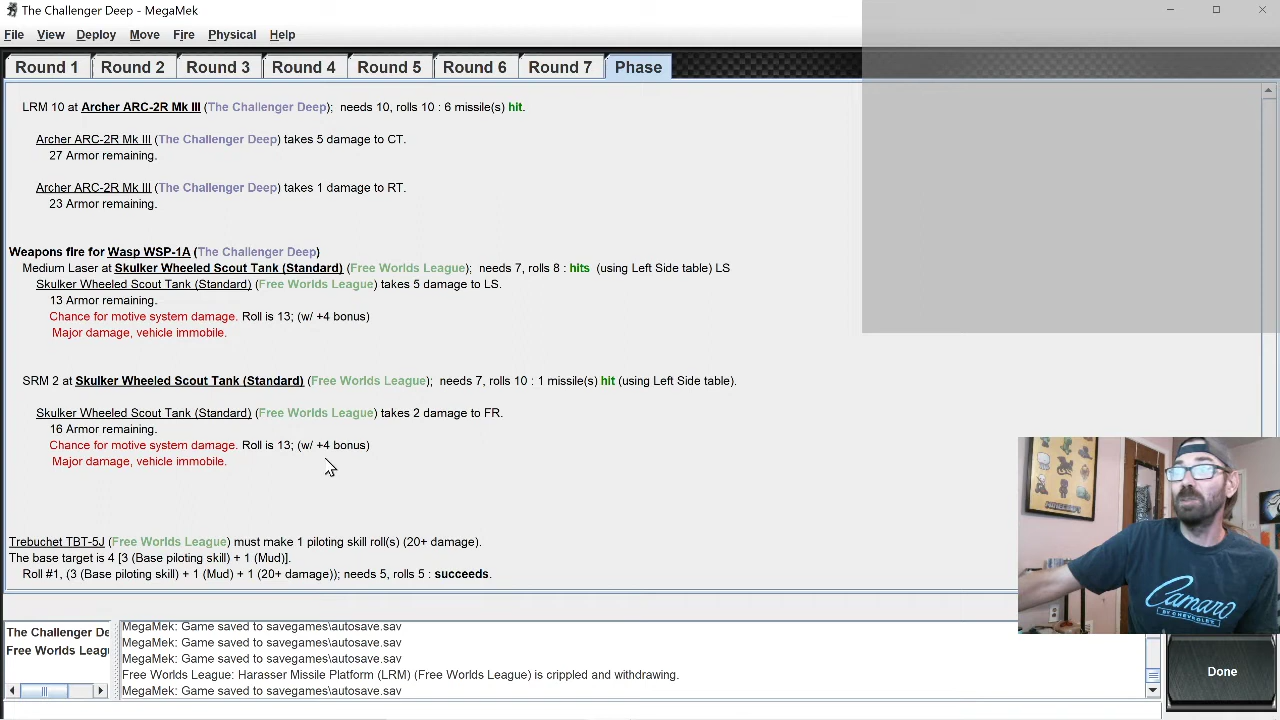 The Challenger Deep - MegaMek
File View Deploy Move Fire Physical Help
Round 1 Round 2 Round 3 Round 4 Round 5 Round 6 Round 7 Phase
LRM 10 at Archer ARC-2R Mk III (The Challenger Deep); needs 10, rolls 10 : 6 missile(s) hit.
Archer ARC-2R Mk III (The Challenger Deep) takes 5 damage to CT.
27 Armor remaining.
Archer ARC-2R Mk III (The Challenger Deep) takes 1 damage to RT.
23 Armor remaining.
Weapons fire for Wasp WSP-1A (The Challenger Deep)
Medium Laser at Skulker Wheeled Scout Tank (Standard) (Free Worlds League); needs 7, rolls 8 : hits (using Left Side table) LS
Skulker Wheeled Scout Tank (Standard) (Free Worlds League) takes 5 damage to LS.
13 Armor remaining.
Chance for motive system damage. Roll is 13; (w/ +4 bonus)
Major damage, vehicle immobile.
SRM 2 at Skulker Wheeled Scout Tank (Standard) (Free Worlds League); needs 7, rolls 10 : 1 missile(s) hit (using Left Side table).
Skulker Wheeled Scout Tank (Standard) (Free Worlds League) takes 2 damage to FR.
16 Armor remaining.
Chance for motive system damage. Roll is 13; (w/ +4 bonus)
Major damage, vehicle immobile.
Trebuchet TBT-5J (Free Worlds League) must make 1 piloting skill roll(s) (20+ damage).
The base target is 4 [3 (Base piloting skill) + 1 (Mud)].
Roll #1, (3 (Base piloting skill) + 1 (Mud) + 1 (20+ damage)); needs 5, rolls 5 : succeeds.
The Challenger De
Free Worlds Leag
MegaMek: Game saved to savegames\autosave.sav
MegaMek: Game saved to savegames\autosave.sav
MegaMek: Game saved to savegames\autosave.sav
Free Worlds League: Harasser Missile Platform (LRM) (Free Worlds League) is crippled and withdrawing.
MegaMek: Game saved to savegames\autosave.sav
Done
Camaro
BY CHEVROLET